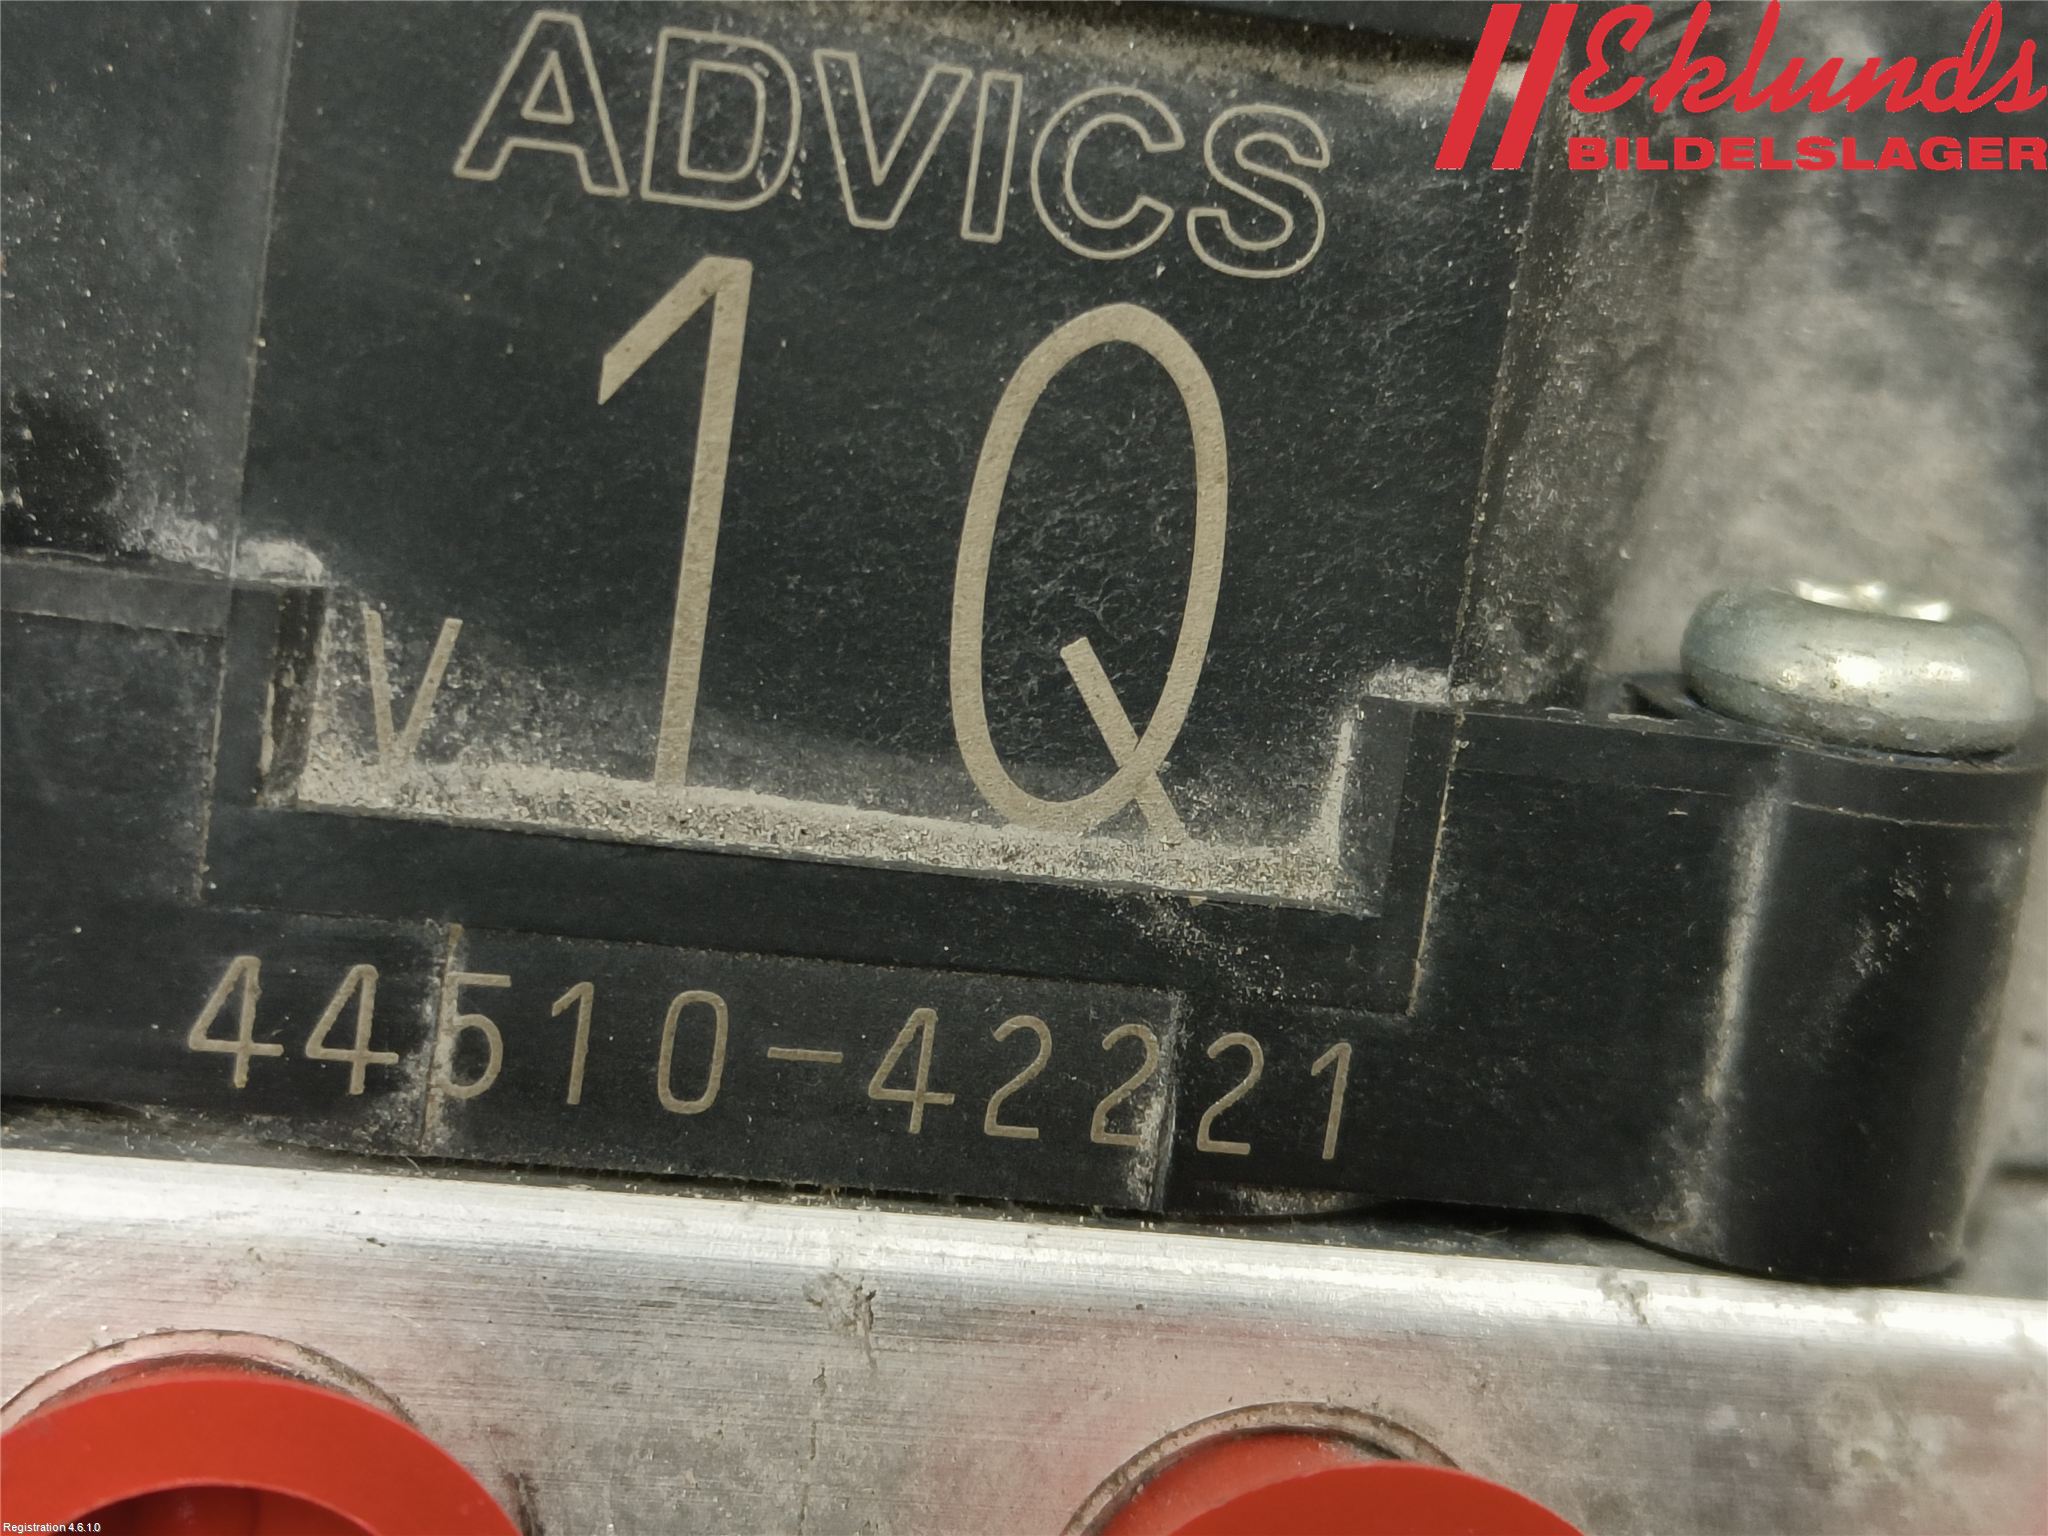 Eklunds
BILDELSLAGER
ADVICS
1Q
V
44510-42221
Registration 4.6.1.0